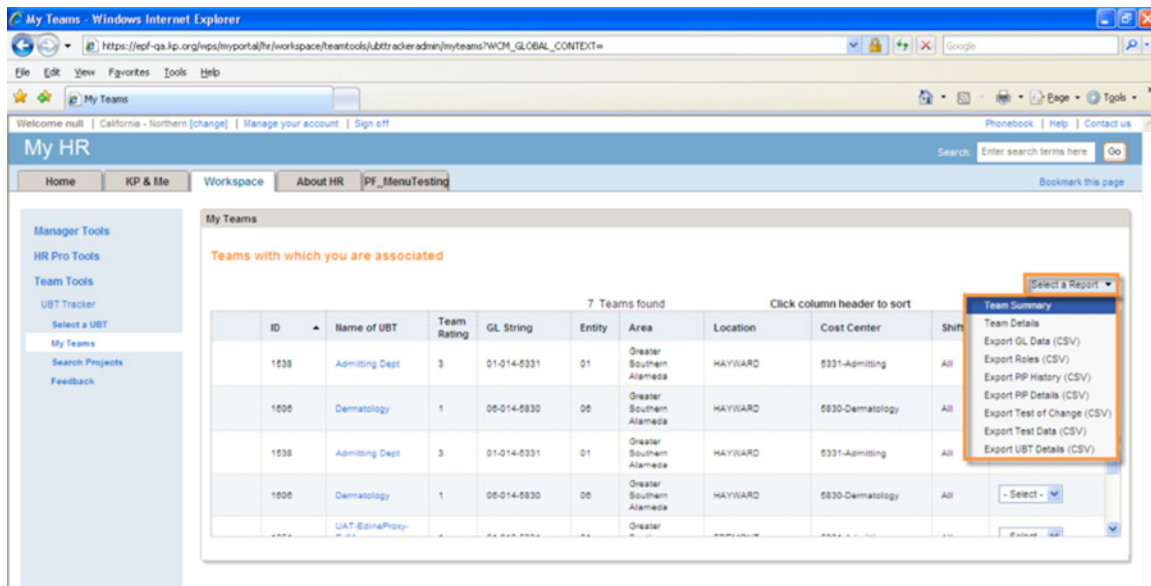 My Teams - Windows Internet Explorer
https://epf-qa.kp.org/wps/myportal/hr/workspace/teamtools/ubttrackeradmin/myteams?WCM_GLOBAL_CONTEXT=
Google
File Edit View Favorites Tools Help
My Teams
Page Tools
Welcome null | California - Northern [change] | Manage your account | Sign off
Phonebook | Help | Contact us
My HR
Search: Enter search terms here Go
Home KP & Me Workspace About HR PF_MenuTesting
Bookmark this page
Manager Tools
HR Pro Tools
Team Tools
UBT Tracker
Select a UBT
My Teams
Search Projects
Feedback
My Teams
Teams with which you are associated
Select a Report
7 Teams found Click column header to sort
Team Summary
Team Details
Export GL Data (CSV)
Export Roles (CSV)
Export PIP History (CSV)
Export PIP Details (CSV)
Export Test of Change (CSV)
Export Test Data (CSV)
Export UBT Details (CSV)
ID Name of UBT Team Rating GL String Entity Area Location Cost Center Shift
1538 Admitting Dept 3 01-014-5331 01 Greater Southern Alameda HAYWARD 5331-Admitting All
1606 Dermatology 1 06-014-5830 06 Greater Southern Alameda HAYWARD 5830-Dermatology All
1538 Admitting Dept 3 01-014-5331 01 Greater Southern Alameda HAYWARD 5331-Admitting All
1606 Dermatology 1 06-014-5830 06 Greater Southern Alameda HAYWARD 5830-Dermatology All - Select -
UAT-EdineProxy- Greater